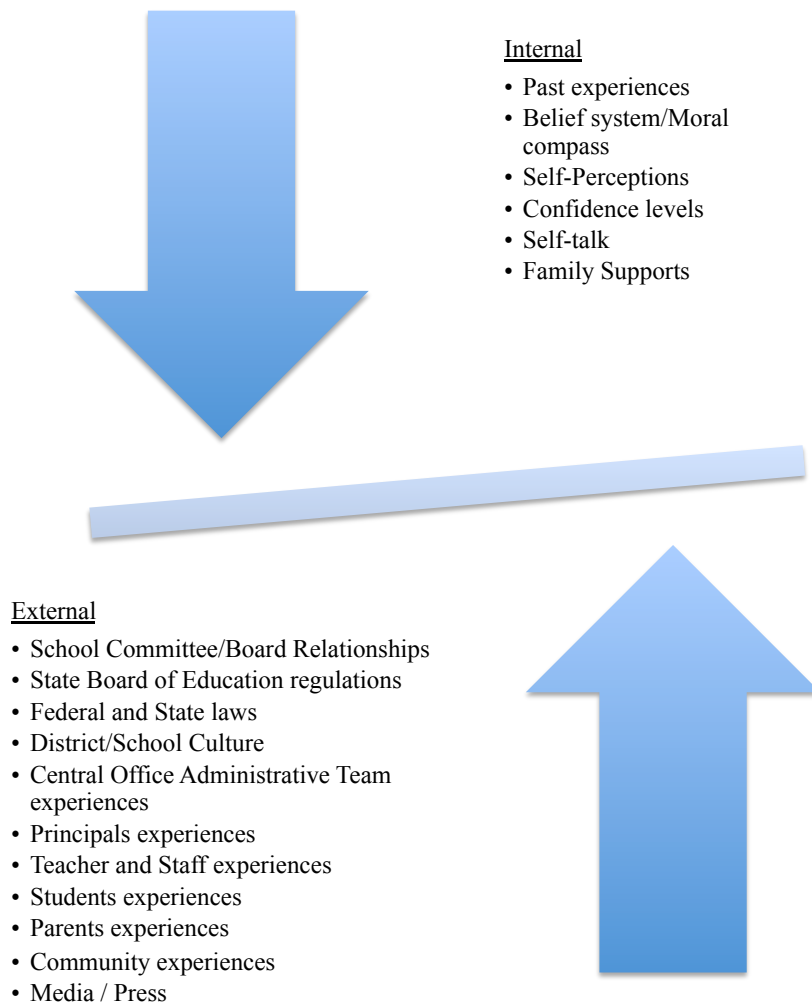 Internal
• Past experiences
• Belief system/Moral
compass
• Self-Perceptions
• Confidence levels
• Self-talk
• Family Supports
External
• School Committee/Board Relationships
• State Board of Education regulations
• Federal and State laws
• District/School Culture
• Central Office Administrative Team
experiences
• Principals experiences
• Teacher and Staff experiences
• Students experiences
• Parents experiences
• Community experiences
• Media / Press